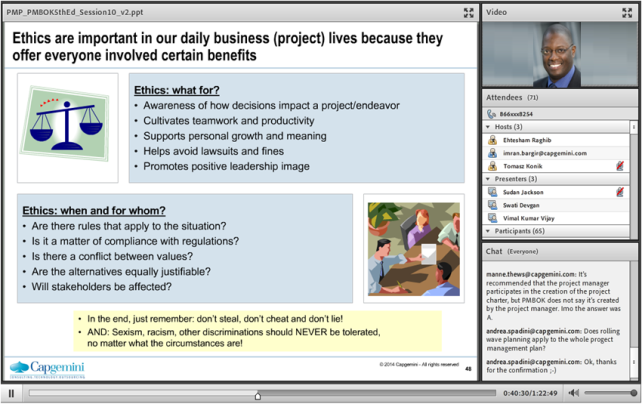 PMP_PMBOK5thEd_Session10_v2.ppt
Ethics are important in our daily business (project) lives because they
offer everyone involved certain benefits
Ethics: what for?
• Awareness of how decisions impact a project/endeavor
• Cultivates teamwork and productivity
• Supports personal growth and meaning
• Helps avoid lawsuits and fines
• Promotes positive leadership image
Ethics: when and for whom?
• Are there rules that apply to the situation?
• Is it a matter of compliance with regulations?
• Is there a conflict between values?
• Are the alternatives equally justifiable?
• Will stakeholders be affected?
• In the end, just remember: don't steal, don't cheat and don't lie!
• AND: Sexism, racism, other discriminations should NEVER be tolerated,
no matter what the circumstances are!
Capgemini
CONSULTING.TECHNOLOGY.OUTSOURCING
© 2014 Capgemini - All rights reserved
48
0:40:30/1:22:49
Video
Attendees (71)
866xxx8254
Hosts (3)
Ehtesham Raghib
imran.bargir@capgemini.com
Tomasz Konik
Presenters (3)
Sudan Jackson
Swati Devgan
Vimal Kumar Vijay
Participants (65)
Chat (Everyone)
manne.thews@capgemini.com: It's
recommended that the project manager
participates in the creation of the project
charter, but PMBOK does not say it's created
by the project manager. Imo the answer was
A.
andrea.spadini@capgemini.com: Does rolling
wave planning apply to the whole project
management plan?
andrea.spadini@capgemini.com: Ok, thanks
for the confirmation ;-)